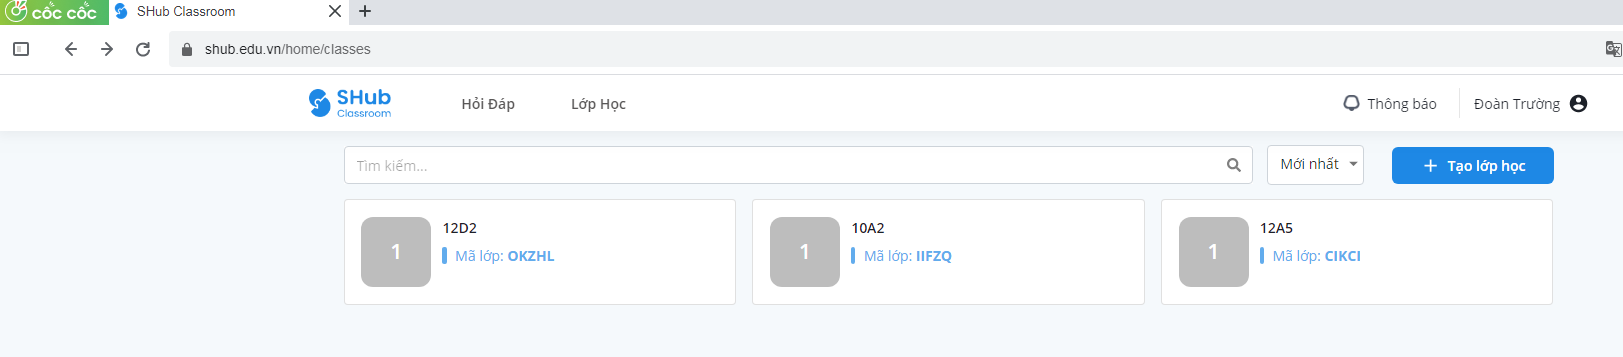 cốc cốc SHub Classroom
shub.edu.vn/home/classes
SHub Classroom Hỏi Đáp Lớp Học Thông báo Đoàn Trường
Tìm kiếm... Mới nhất Tạo lớp học
1 12D2
Mã lớp: OKZHL
1 10A2
Mã lớp: IIFZQ
1 12A5
Mã lớp: CIKCI